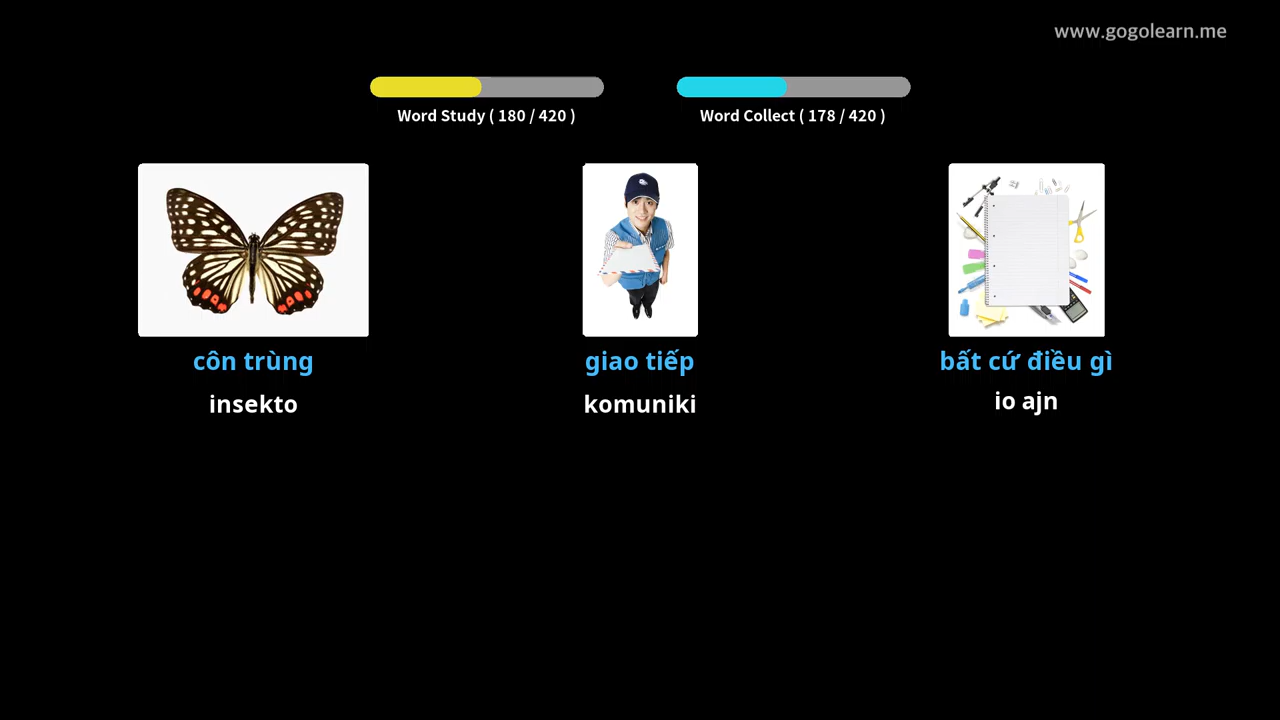 www.gogolearn.me
Word Study ( 180 / 420 )
Word Collect ( 178 / 420 )
côn trùng
giao tiếp
bất cứ điều gì
insekto
komuniki
io ajn